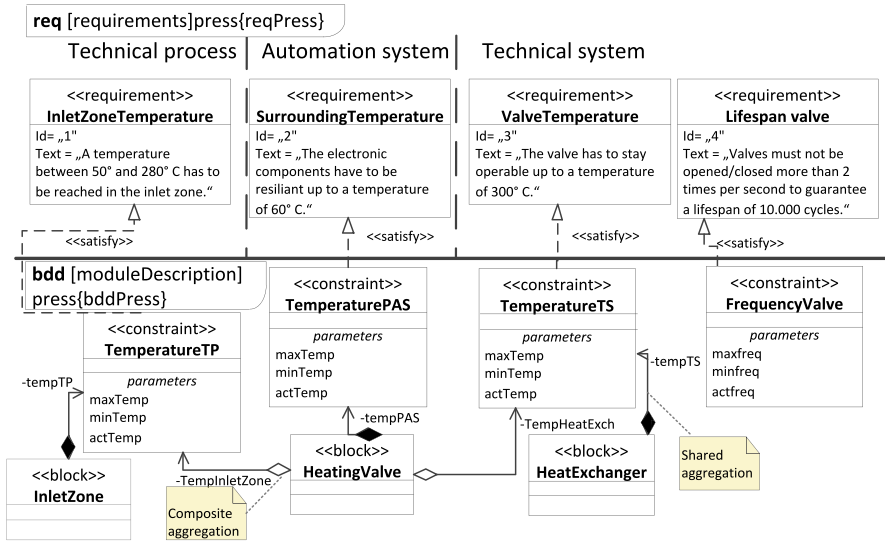 req [requirements]press{reqPress}
Technical process
Automation system
Technical system
<<requirement>>
InletZoneTemperature
Id= „1"
Text = „A temperature
between 50° and 280° C has to
be reached in the inlet zone.“
<<requirement>>
SurroundingTemperature
Id= „2"
Text = „The electronic
components have to be
resiliant up to a temperature
of 60° C.“
<<requirement>>
ValveTemperature
Id= „3"
Text = „The valve has to stay
operable up to a temperature
of 300° C.“
<<requirement>>
Lifespan valve
Id= „4"
Text = „Valves must not be
opened/closed more than 2
times per second to guarantee
a lifespan of 10.000 cycles.“
<<satisfy>>
<<satisfy>>
<<satisfy>>
<<satisfy>>
bdd [moduleDescription]
press{bddPress}
<<constraint>>
TemperatureTP
parameters
maxTemp
minTemp
actTemp
<<constraint>>
TemperaturePAS
parameters
maxTemp
minTemp
actTemp
<<constraint>>
TemperatureTS
parameters
maxTemp
minTemp
actTemp
<<constraint>>
FrequencyValve
parameters
maxfreq
minfreq
actfreq
-tempTP
-tempPAS
-tempTS
-TempHeatExch
-TempInletZone
<<block>>
InletZone
<<block>>
HeatingValve
<<block>>
HeatExchanger
Composite
aggregation
Shared
aggregation